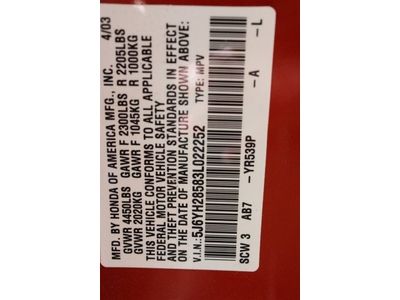 MFD. BY HONDA OF AMERICA MFG., INC. 4/03
GVWR 4450LBS GAWR F 2300LBS R 2205LBS
GVWR 2020KG GAWR F 1045KG R 1000KG
THIS VEHICLE CONFORMS TO ALL APPLICABLE
FEDERAL MOTOR VEHICLE SAFETY
AND THEFT PREVENTION STANDARDS IN EFFECT
ON THE DATE OF MANUFACTURE SHOWN ABOVE.
V.I.N.: 5J6YH28583L022252 TYPE: MPV
SCW 3 AB7 -YR539P -A -L